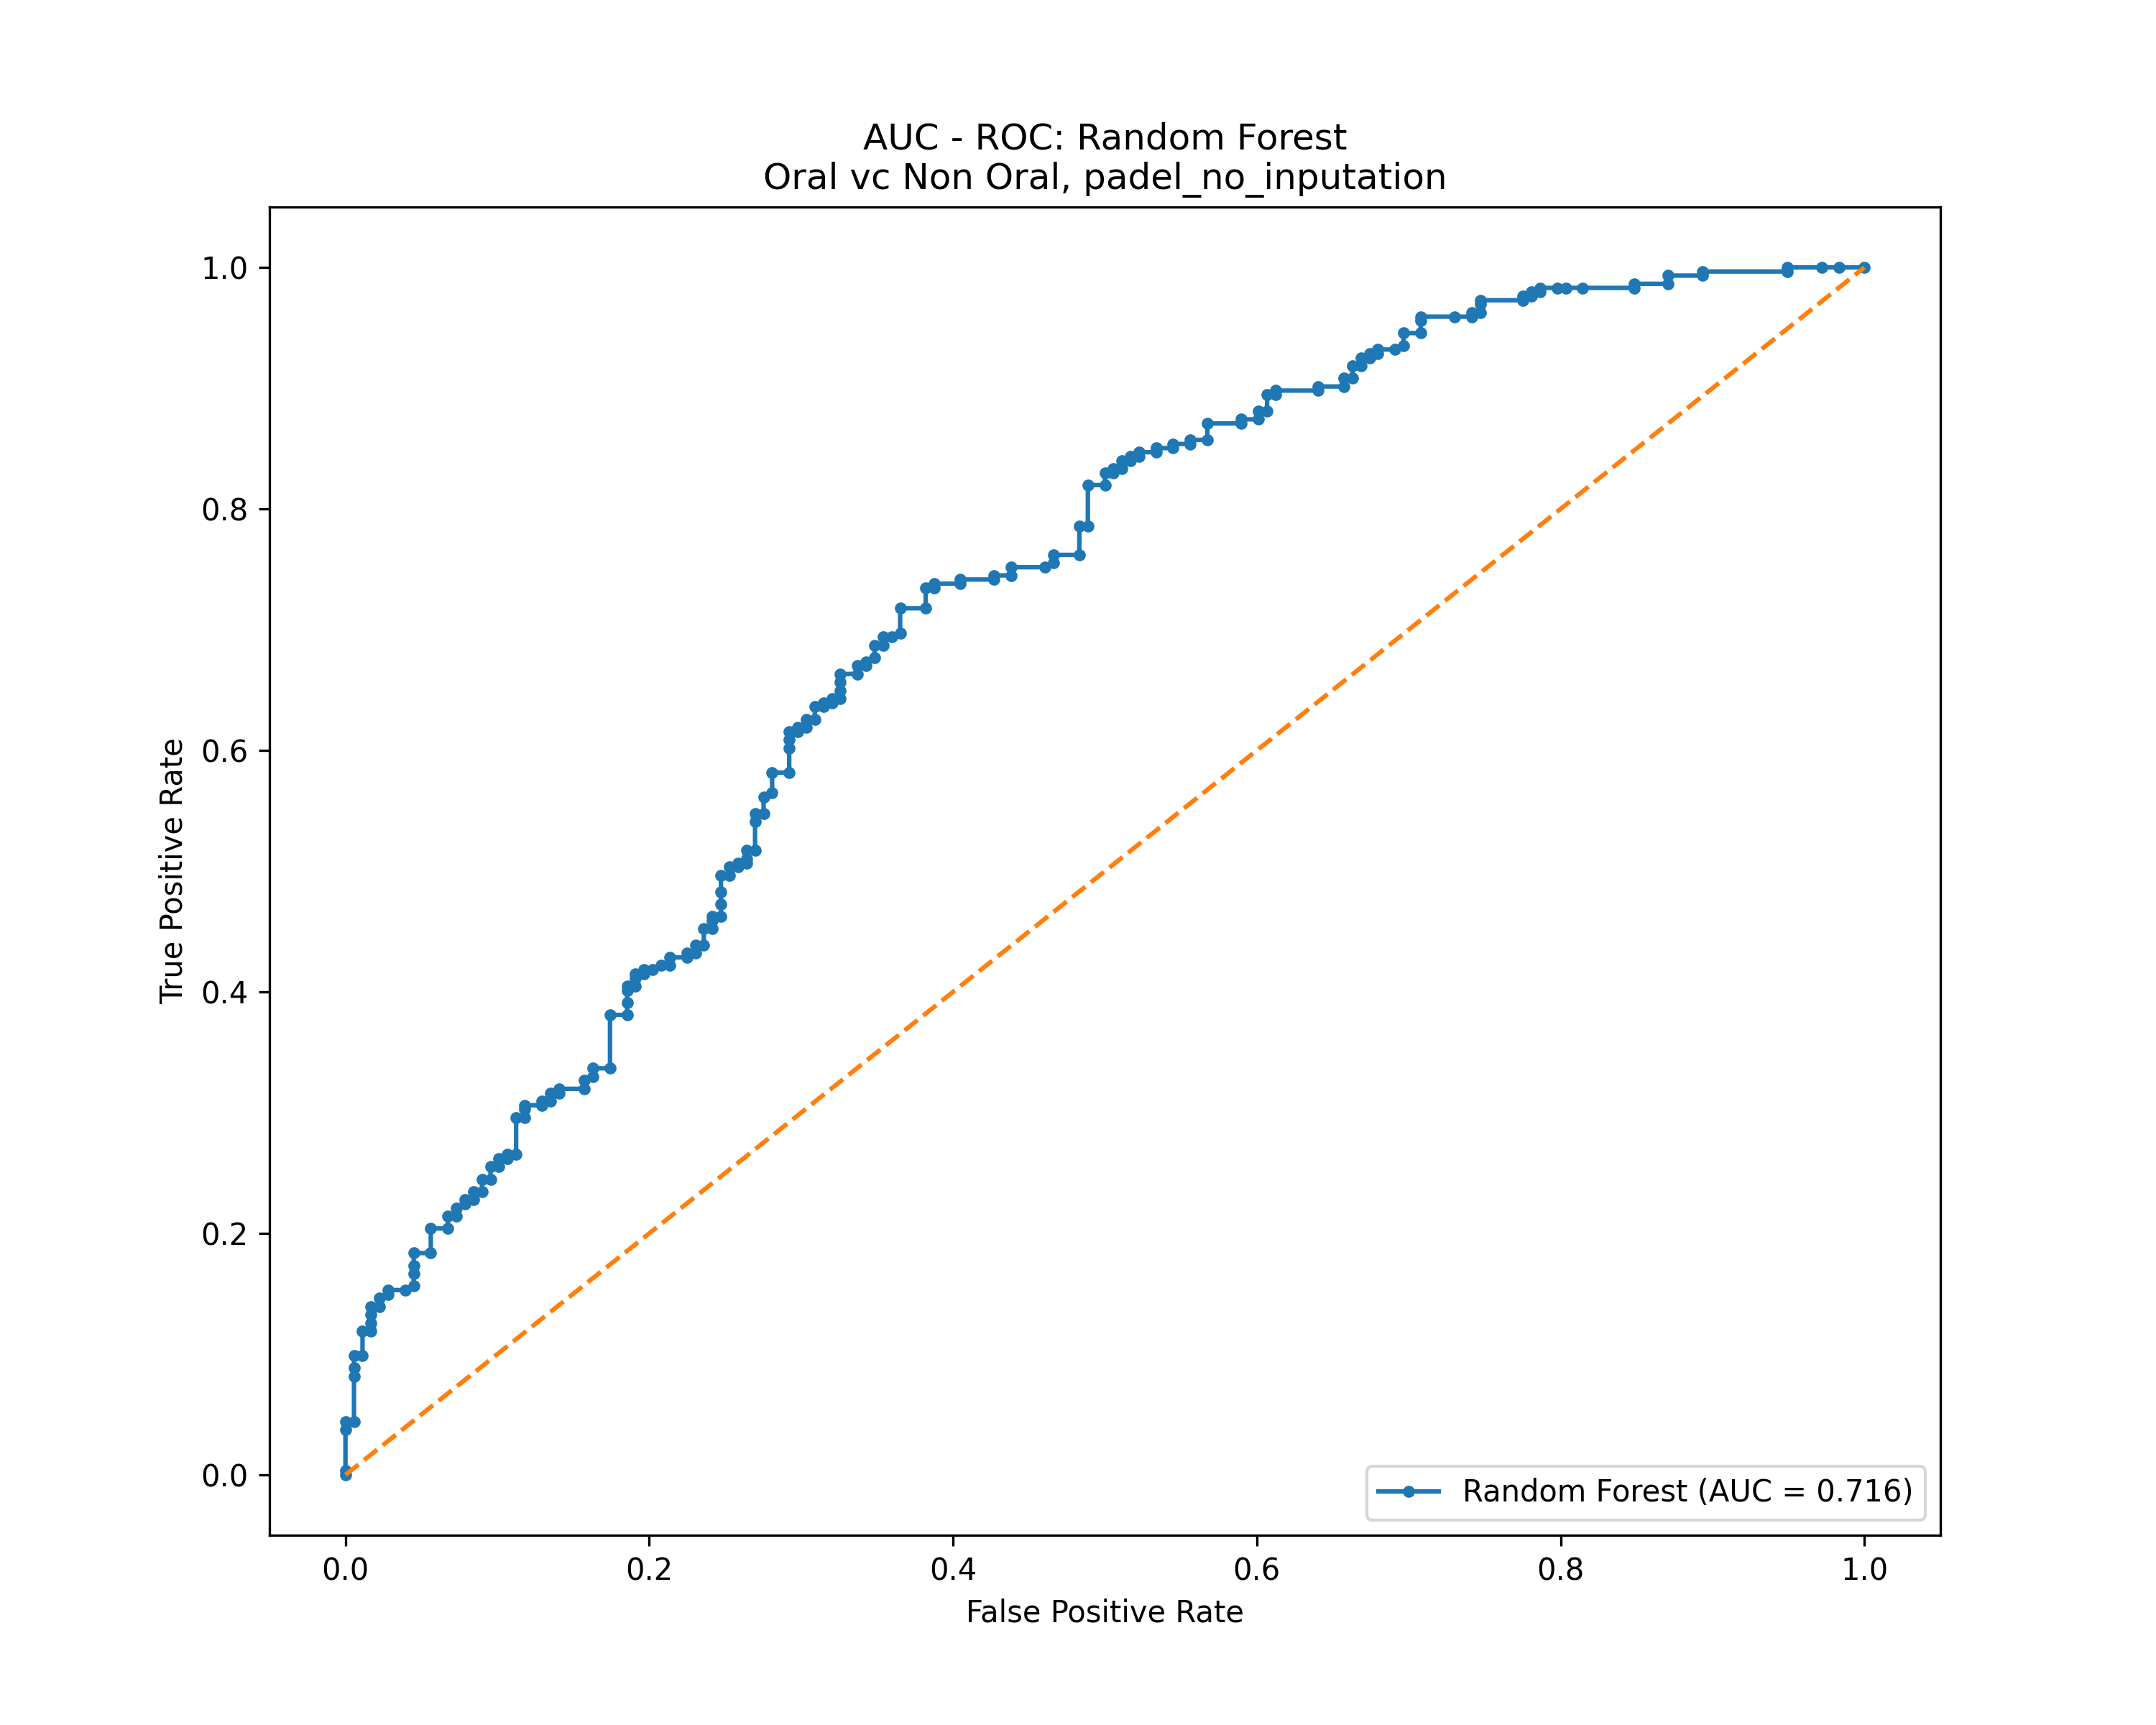 AUC - ROC: Random Forest
Oral vc Non Oral, padel_no_inputation
True Positive Rate
1.0
0.8
0.6
0.4
0.2
0.0
Random Forest (AUC = 0.716)
0.0 0.2 0.4 0.6 0.8 1.0
False Positive Rate